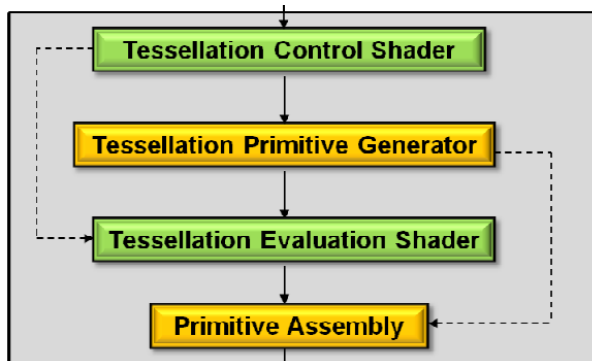 Tessellation Control Shader
Tessellation Primitive Generator
Tessellation Evaluation Shader
Primitive Assembly